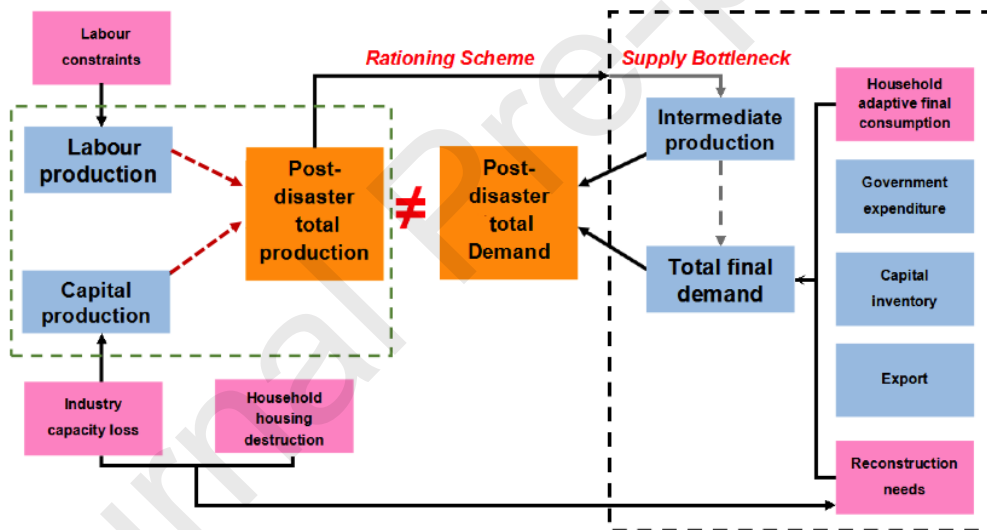 Labour
constraints
Rationing Scheme
Supply Bottleneck
Household
adaptive final
consumption
Labour
production
Intermediate
production
Post-
disaster
total
production
≠
Post-
disaster
total
Demand
Government
expenditure
Capital
production
Total final
demand
Capital
inventory
Export
Industry
capacity loss
Household
housing
destruction
Reconstruction
needs